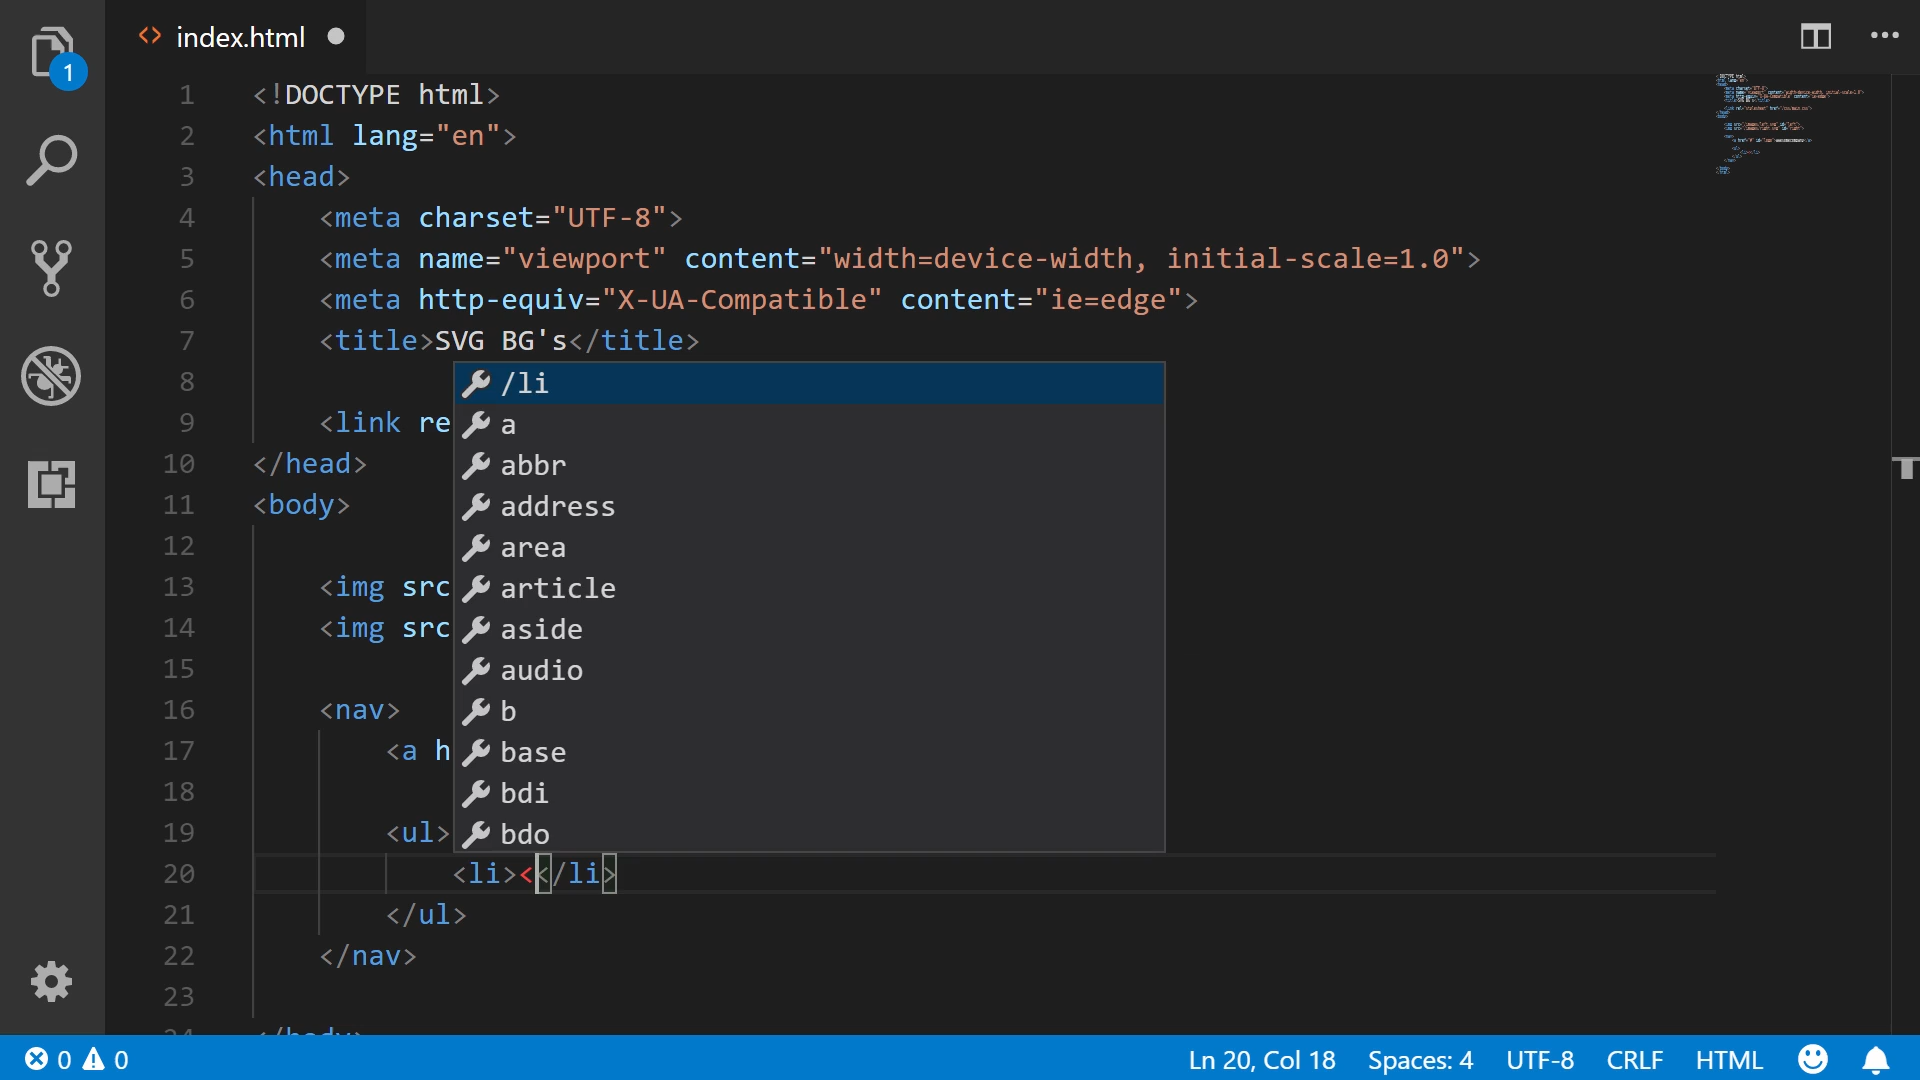 1
<> index.html ●
1 <!DOCTYPE html>
2 <html lang="en">
3 <head>
4 <meta charset="UTF-8">
5 <meta name="viewport" content="width=device-width, initial-scale=1.0">
6 <meta http-equiv="X-UA-Compatible" content="ie=edge">
7 <title>SVG BG's</title>
8 /li
a
9 <link re
abbr
10 </head>
address
11 <body>
area
12
article
13 <img src
aside
14 <img src
audio
15
b
16 <nav>
base
17 <a h
bdi
18
bdo
19 <ul>
20 <li><</li>
21 </ul>
22 </nav>
23
24 </body>
0 0 Ln 20, Col 18 Spaces: 4 UTF-8 CRLF HTML